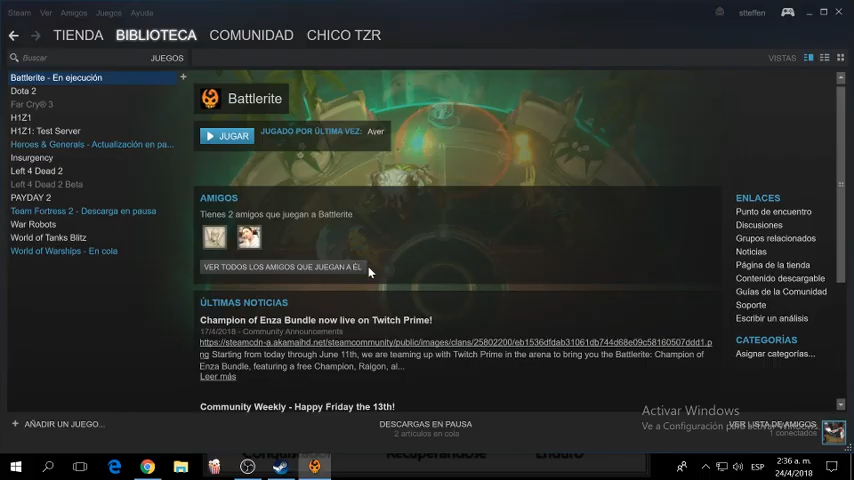 Steam Ver Amigos Juegos Ayuda
stteffen
TIENDA BIBLIOTECA COMUNIDAD CHICO TZR
Buscar JUEGOS
VISTAS
Battlerite - En ejecución
Dota 2
Far Cry® 3
H1Z1
H1Z1: Test Server
Heroes & Generals - Actualización en pa...
Insurgency
Left 4 Dead 2
Left 4 Dead 2 Beta
PAYDAY 2
Team Fortress 2 - Descarga en pausa
War Robots
World of Tanks Blitz
World of Warships - En cola
Battlerite
JUGAR
JUGADO POR ÚLTIMA VEZ: Ayer
AMIGOS
Tienes 2 amigos que juegan a Battlerite
VER TODOS LOS AMIGOS QUE JUEGAN A ÉL
ÚLTIMAS NOTICIAS
Champion of Enza Bundle now live on Twitch Prime!
17/4/2018 - Community Announcements
https://steamcdn-a.akamaihd.net/steamcommunity/public/images/clans/25802200/eb1536dfdab31061db744d68e09c58160507ddd1.p
ng Starting from today through June 11th, we are teaming up with Twitch Prime in the arena to bring you the Battlerite: Champion of
Enza Bundle, featuring a free Champion, Raigon, al...
Leer más
Community Weekly - Happy Friday the 13th!
ENLACES
Punto de encuentro
Discusiones
Grupos relacionados
Noticias
Página de la tienda
Contenido descargable
Guías de la Comunidad
Soporte
Escribir un análisis
CATEGORÍAS
Asignar categorías...
Activar Windows
Ve a Configuración para activar Windows.
AÑADIR UN JUEGO...
DESCARGAS EN PAUSA
2 artículos en cola
VER LISTA DE AMIGOS
1 conectados
ESP
2:36 a. m.
24/4/2018